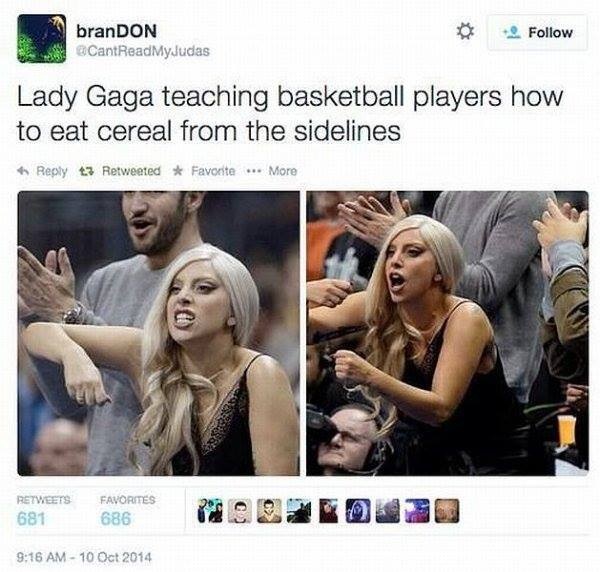 branDON
@CantReadMyJudas
Follow
Lady Gaga teaching basketball players how
to eat cereal from the sidelines
Reply Retweeted Favorite More
RETWEETS FAVORITES
681 686
9:16 AM - 10 Oct 2014